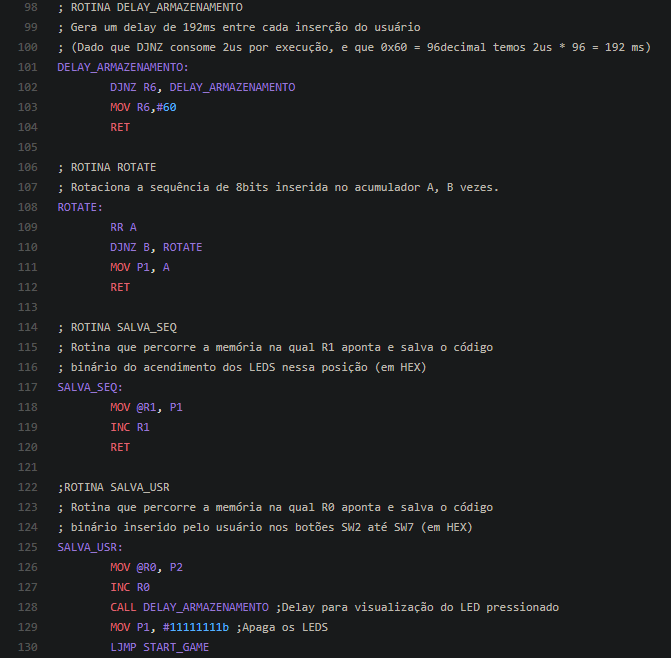 98 ; ROTINA DELAY_ARMAZENAMENTO
99 ; Gera um delay de 192ms entre cada inserção do usuário
100 ; (Dado que DJNZ consome 2us por execução, e que 0x60 = 96decimal temos 2us * 96 = 192 ms)
101 DELAY_ARMAZENAMENTO:
102 DJNZ R6, DELAY_ARMAZENAMENTO
103 MOV R6,#60
104 RET
105
106 ; ROTINA ROTATE
107 ; Rotaciona a sequência de 8bits inserida no acumulador A, B vezes.
108 ROTATE:
109 RR A
110 DJNZ B, ROTATE
111 MOV P1, A
112 RET
113
114 ; ROTINA SALVA_SEQ
115 ; Rotina que percorre a memória na qual R1 aponta e salva o código
116 ; binário do acendimento dos LEDS nessa posição (em HEX)
117 SALVA_SEQ:
118 MOV @R1, P1
119 INC R1
120 RET
121
122 ;ROTINA SALVA_USR
123 ; Rotina que percorre a memória na qual R0 aponta e salva o código
124 ; binário inserido pelo usuário nos botões SW2 até SW7 (em HEX)
125 SALVA_USR:
126 MOV @R0, P2
127 INC R0
128 CALL DELAY_ARMAZENAMENTO ;Delay para visualização do LED pressionado
129 MOV P1, #11111111b ;Apaga os LEDS
130 LJMP START_GAME